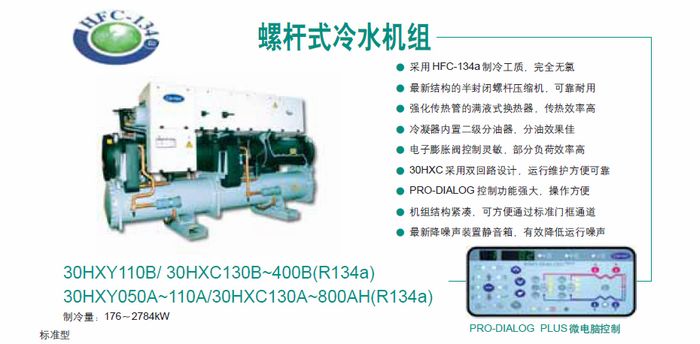 HFC-134a
螺杆式冷水机组
采用 HFC-134a 制冷工质，完全无氯
最新结构的半封闭螺杆压缩机，可靠耐用
强化传热管的满液式换热器，传热效率高
冷凝器内置二级分油器，分油效果佳
电子膨胀阀控制灵敏，部分负荷效率高
30HXC 采用双回路设计，运行维护方便可靠
PRO-DIALOG 控制功能强大，操作方便
机组结构紧凑，可方便通过标准门框通道
最新降噪声装置静音箱，有效降低运行噪声
Carrier
30HXY110B/ 30HXC130B~400B(R134a)
30HXY050A~110A/30HXC130A~800AH(R134a)
制冷量：176～2784kW
标准型
PRO-DIALOG PLUS微电脑控制